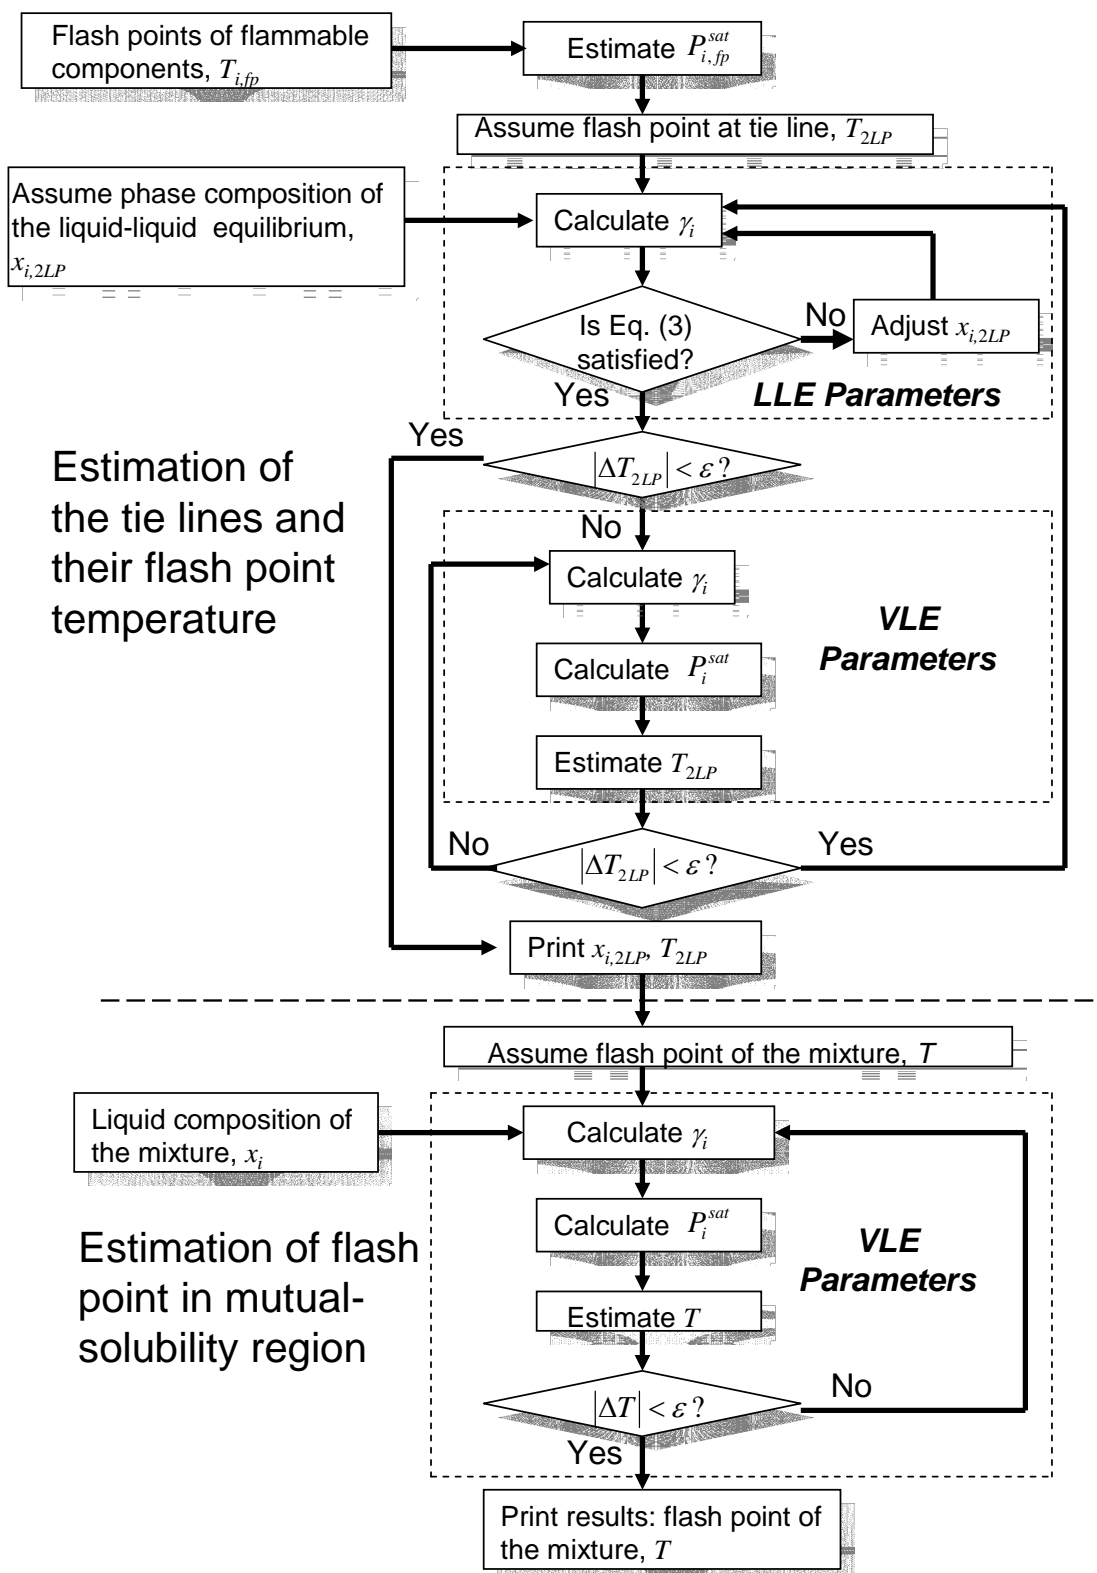 Flash points of flammable
components, T_{i,fp}
Estimate P_{i,fp}^{sat}
Assume flash point at tie line, T_{2LP}
Assume phase composition of
the liquid-liquid equilibrium,
x_{i,2LP}
Calculate γ_i
Is Eq. (3)
satisfied?
No
Adjust x_{i,2LP}
Yes
LLE Parameters
Yes
|ΔT_{2LP}| < ε ?
Estimation of
the tie lines and
their flash point
temperature
No
Calculate γ_i
VLE
Parameters
Calculate P_i^{sat}
Estimate T_{2LP}
No
|ΔT_{2LP}| < ε ?
Yes
Print x_{i,2LP}, T_{2LP}
Assume flash point of the mixture, T
Liquid composition of
the mixture, x_i
Calculate γ_i
Calculate P_i^{sat}
VLE
Parameters
Estimation of flash
point in mutual-
solubility region
Estimate T
|ΔT| < ε ?
No
Yes
Print results: flash point of
the mixture, T